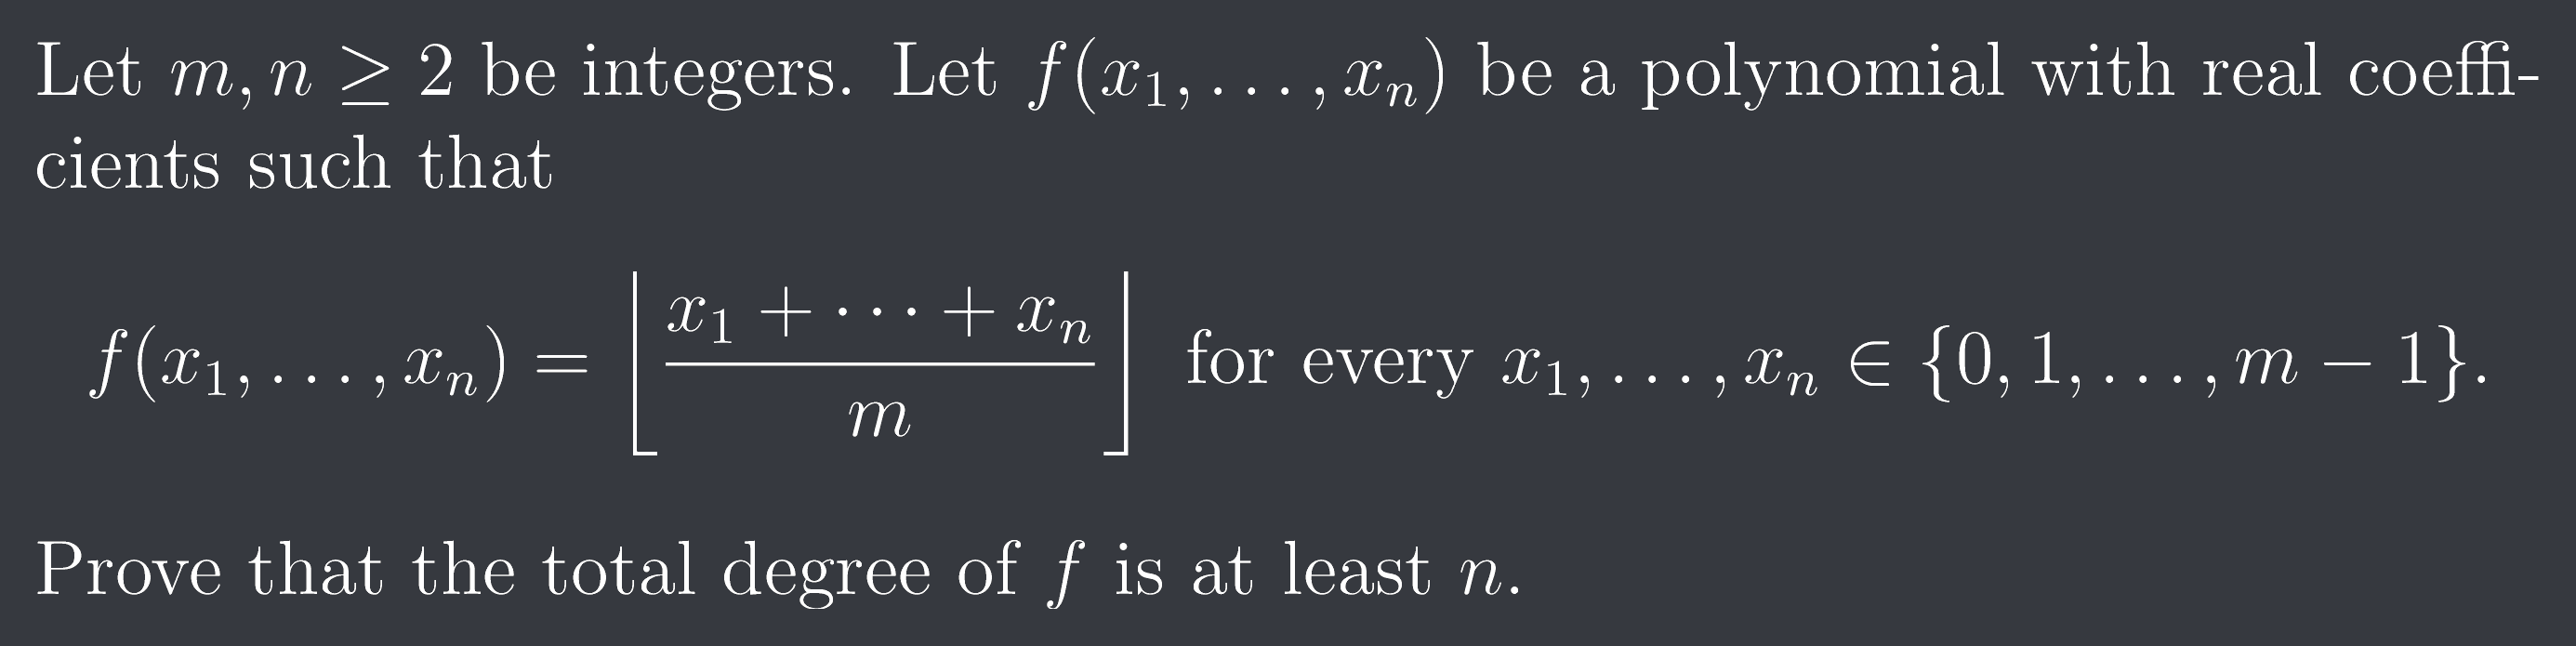 Let m, n ≥ 2 be integers. Let f(x₁, . . . , xₙ) be a polynomial with real coeffi-
cients such that
f(x₁, . . . , xₙ) = ⌊(x₁ + · · · + xₙ)/m⌋ for every x₁, . . . , xₙ ∈ {0, 1, . . . , m − 1}.
Prove that the total degree of f is at least n.